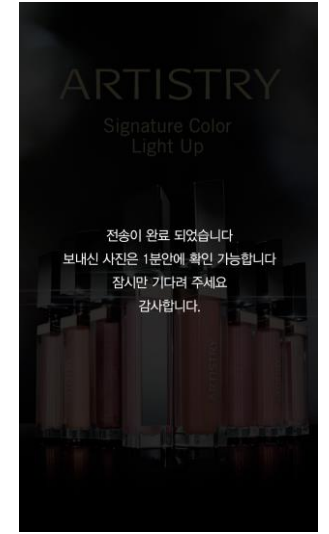 ARTISTRY
Signature Color
Light Up
전송이 완료 되었습니다
보내신 사진은 1분안에 확인 가능합니다
잠시만 기다려 주세요
감사합니다.
ARTISTRY